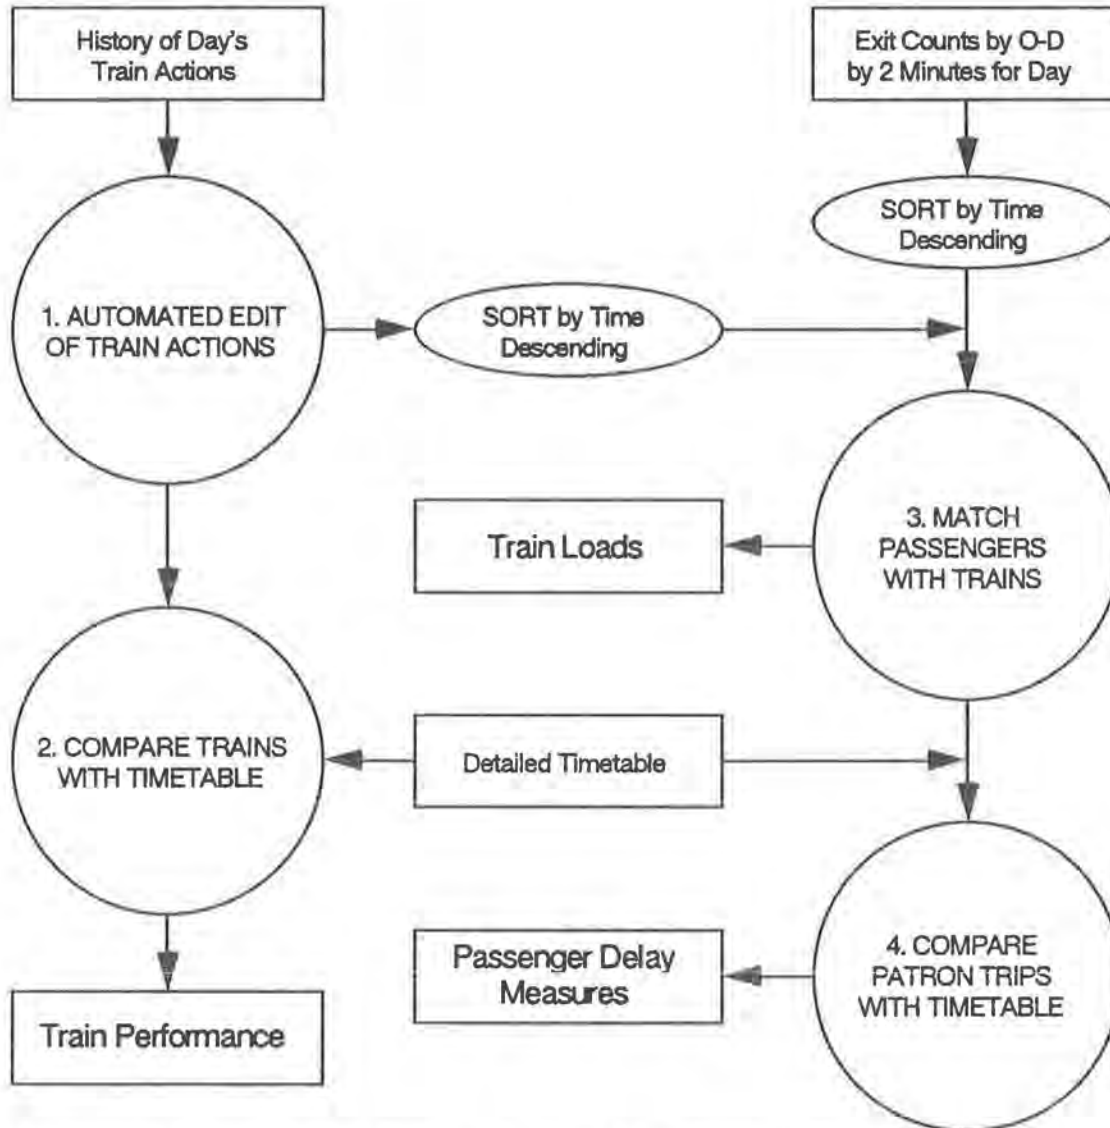 History of Day's
Train Actions
Exit Counts by O-D
by 2 Minutes for Day
SORT by Time
Descending
1. AUTOMATED EDIT
OF TRAIN ACTIONS
SORT by Time
Descending
Train Loads
3. MATCH
PASSENGERS
WITH TRAINS
2. COMPARE TRAINS
WITH TIMETABLE
Detailed Timetable
Passenger Delay
Measures
4. COMPARE
PATRON TRIPS
WITH TIMETABLE
Train Performance